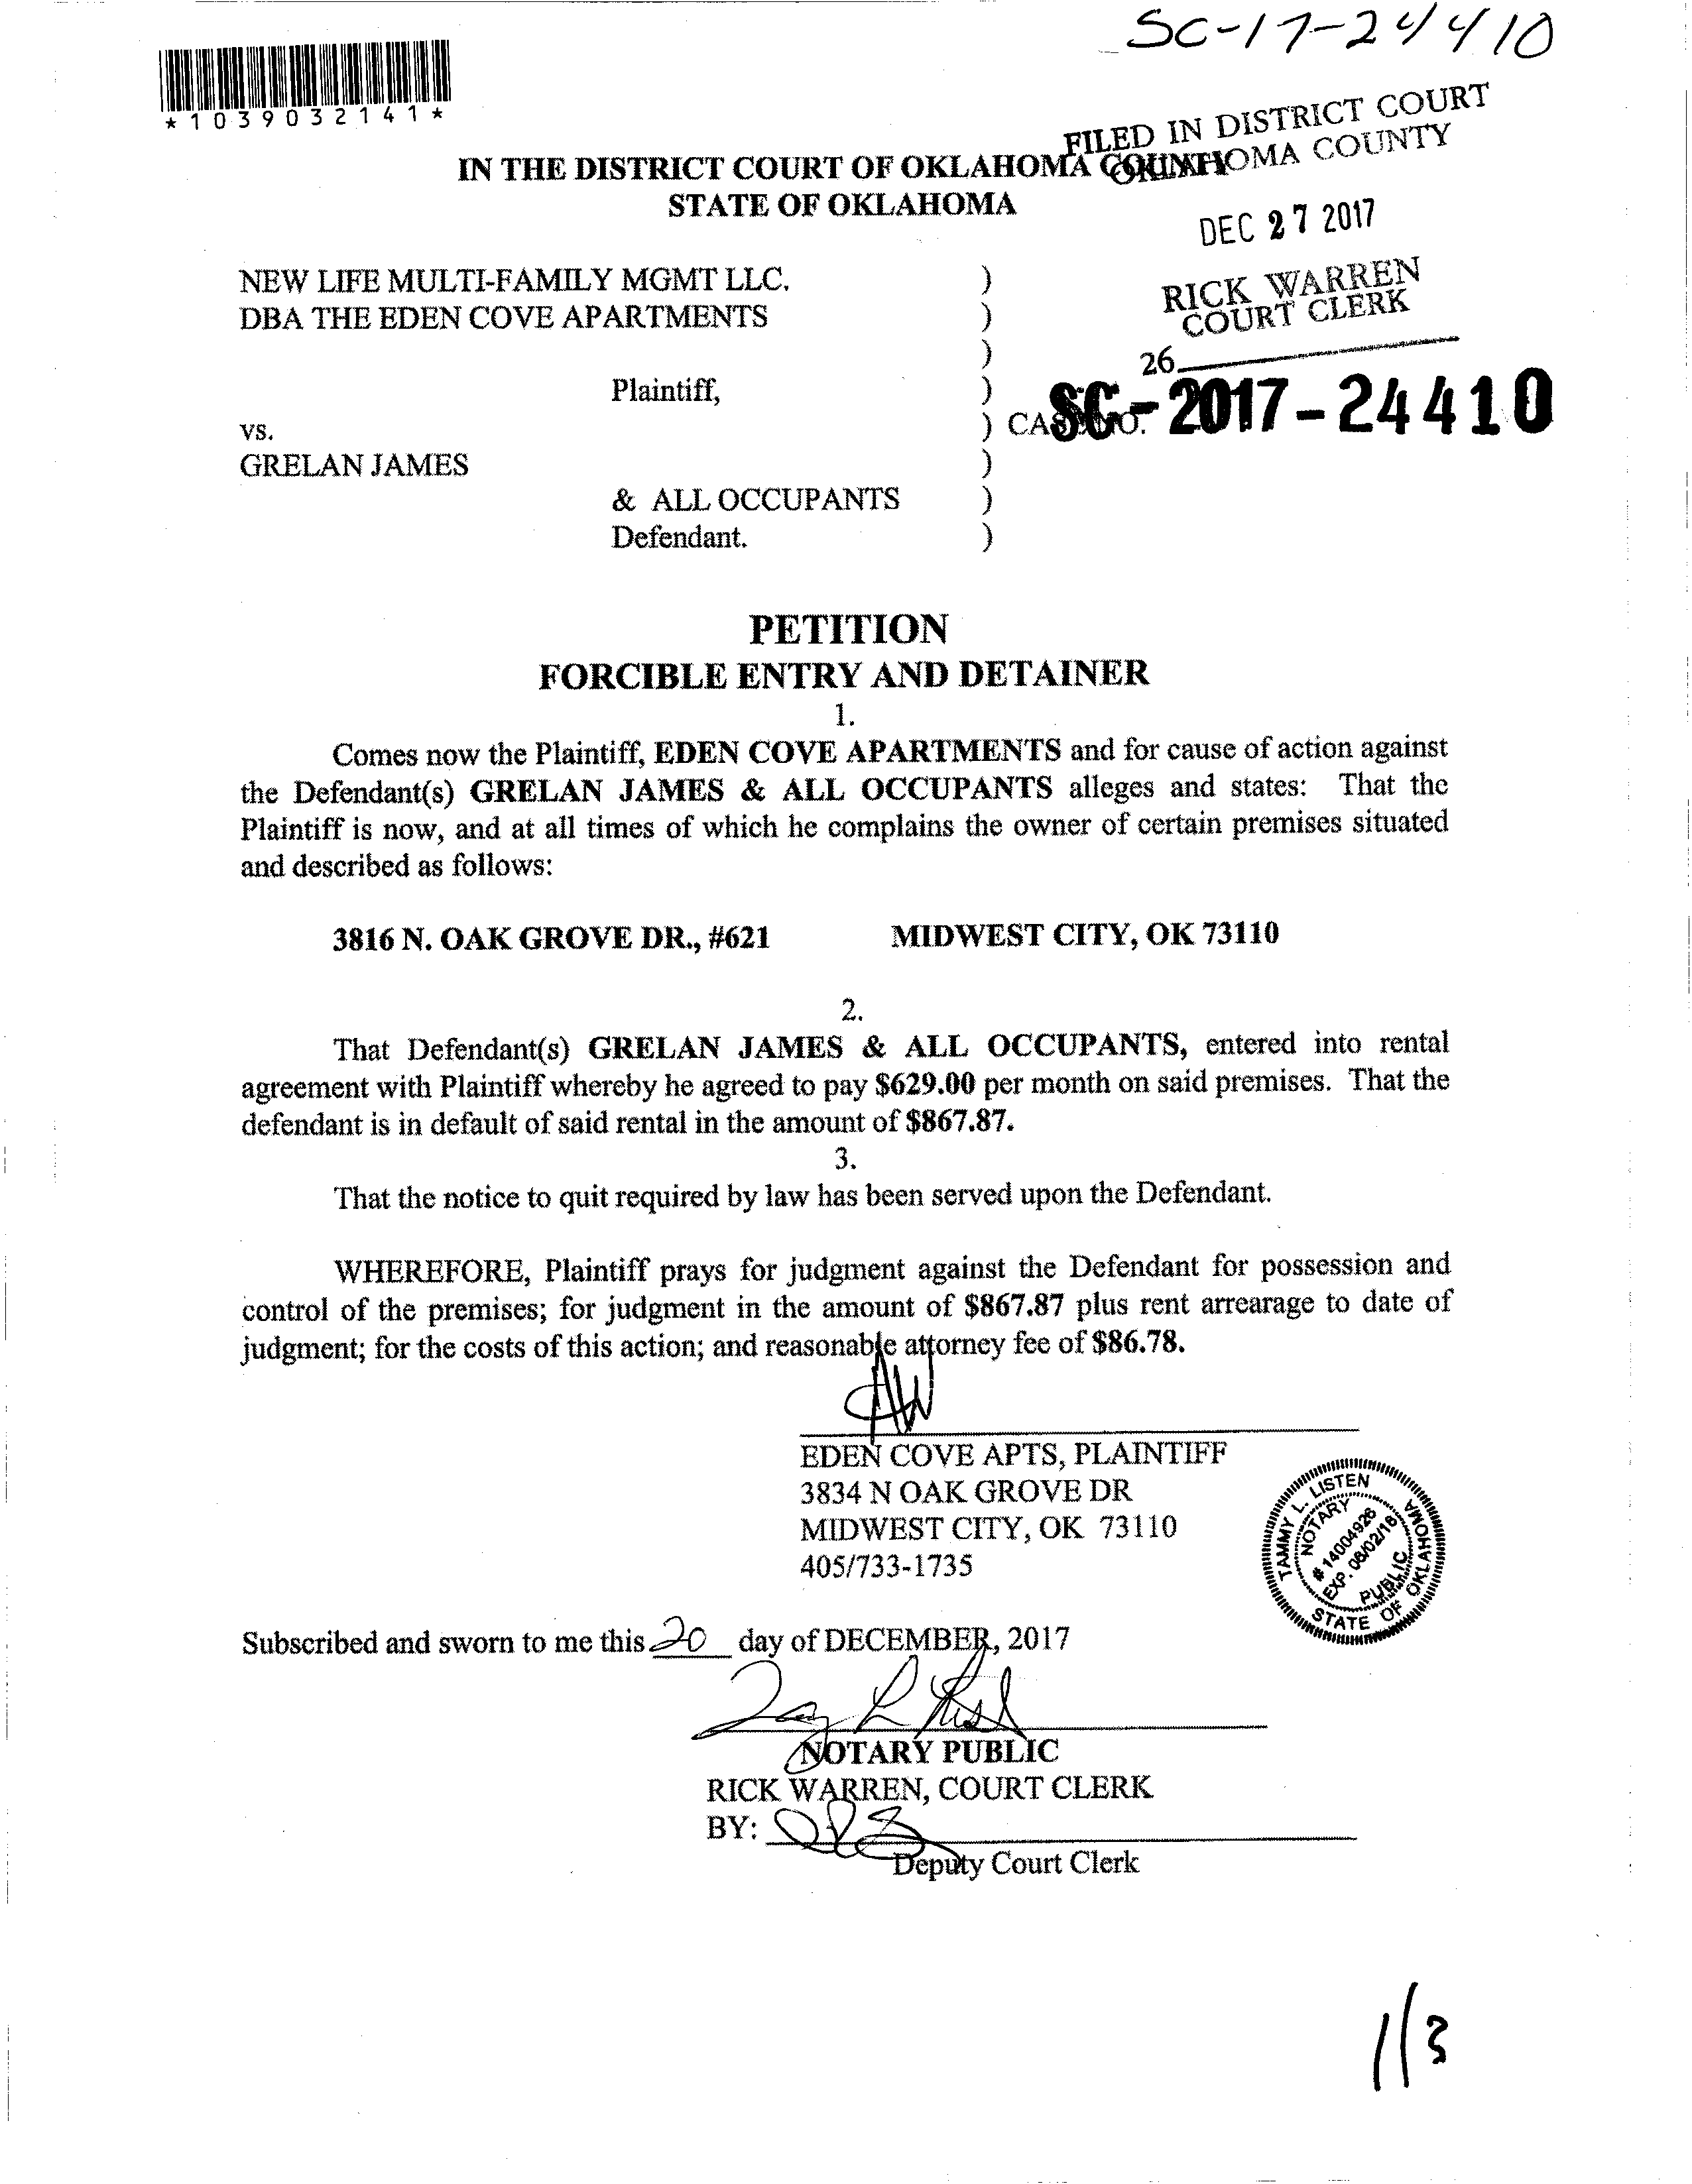 SC-17-24410
*1039032141*
FILED IN DISTRICT COURT
OKLAHOMA COUNTY
IN THE DISTRICT COURT OF OKLAHOMA COUNTY
STATE OF OKLAHOMA
DEC 27 2017
NEW LIFE MULTI-FAMILY MGMT LLC. )
DBA THE EDEN COVE APARTMENTS )
RICK WARREN
COURT CLERK
)
26
Plaintiff, )
vs. ) CASE NO. SC-2017-24410
GRELAN JAMES )
& ALL OCCUPANTS )
Defendant. )
PETITION
FORCIBLE ENTRY AND DETAINER
1.
Comes now the Plaintiff, EDEN COVE APARTMENTS and for cause of action against
the Defendant(s) GRELAN JAMES & ALL OCCUPANTS alleges and states: That the
Plaintiff is now, and at all times of which he complains the owner of certain premises situated
and described as follows:
3816 N. OAK GROVE DR., #621 MIDWEST CITY, OK 73110
2.
That Defendant(s) GRELAN JAMES & ALL OCCUPANTS, entered into rental
agreement with Plaintiff whereby he agreed to pay $629.00 per month on said premises. That the
defendant is in default of said rental in the amount of $867.87.
3.
That the notice to quit required by law has been served upon the Defendant.
WHEREFORE, Plaintiff prays for judgment against the Defendant for possession and
control of the premises; for judgment in the amount of $867.87 plus rent arrearage to date of
judgment; for the costs of this action; and reasonable attorney fee of $86.78.
EDEN COVE APTS, PLAINTIFF
3834 N OAK GROVE DR
MIDWEST CITY, OK 73110
405/733-1735
TAMMY L. LISTEN
NOTARY
# 14004926
EXP. 06/02/18
PUBLIC
STATE OF OKLAHOMA
Subscribed and sworn to me this 20 day of DECEMBER, 2017
NOTARY PUBLIC
RICK WARREN, COURT CLERK
BY:
Deputy Court Clerk
1/3